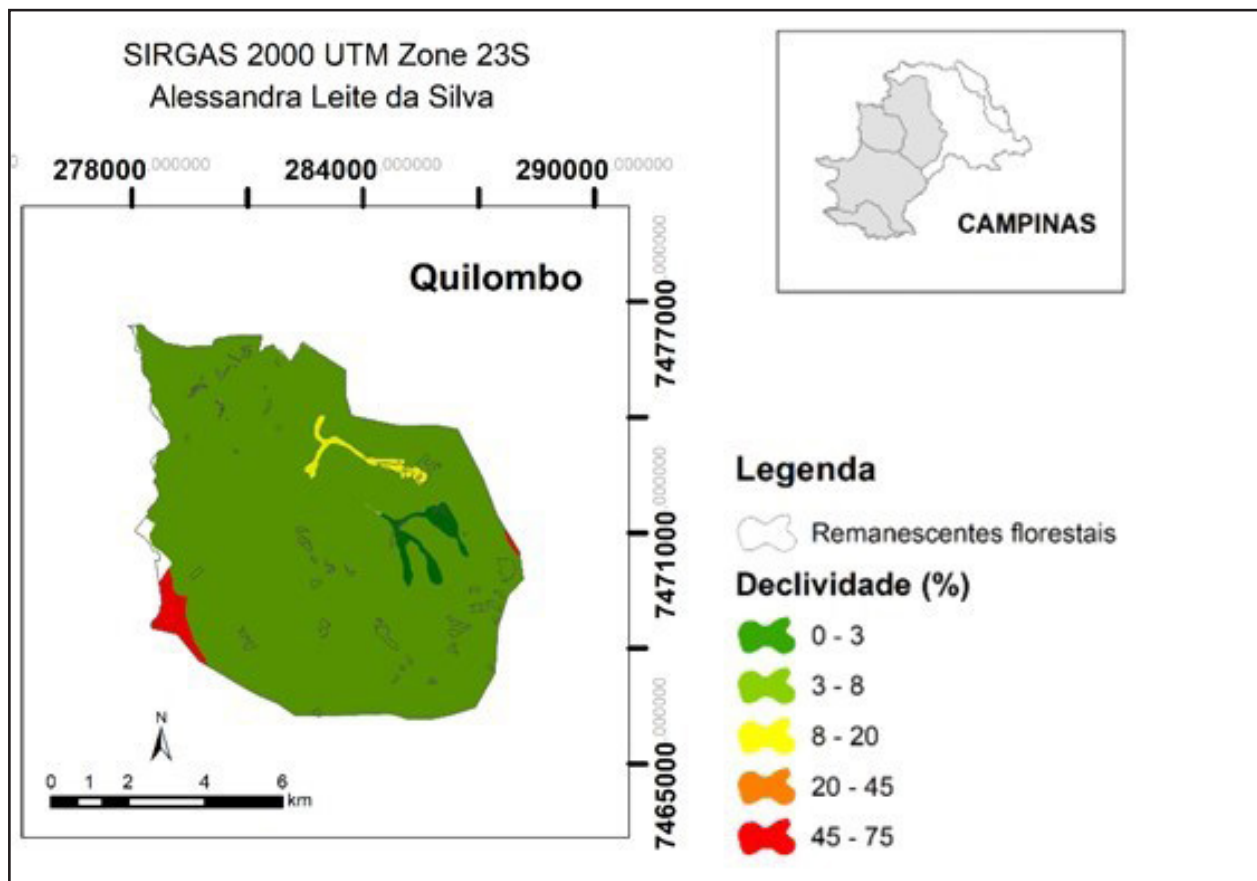 SIRGAS 2000 UTM Zone 23S
Alessandra Leite da Silva
278000,000000 284000,000000 290000,000000
CAMPINAS
Quilombo
7477000,000000
7471000,000000
7465000,000000
N
0 1 2 4 6
km
Legenda
Remanescentes florestais
Declividade (%)
0 - 3
3 - 8
8 - 20
20 - 45
45 - 75